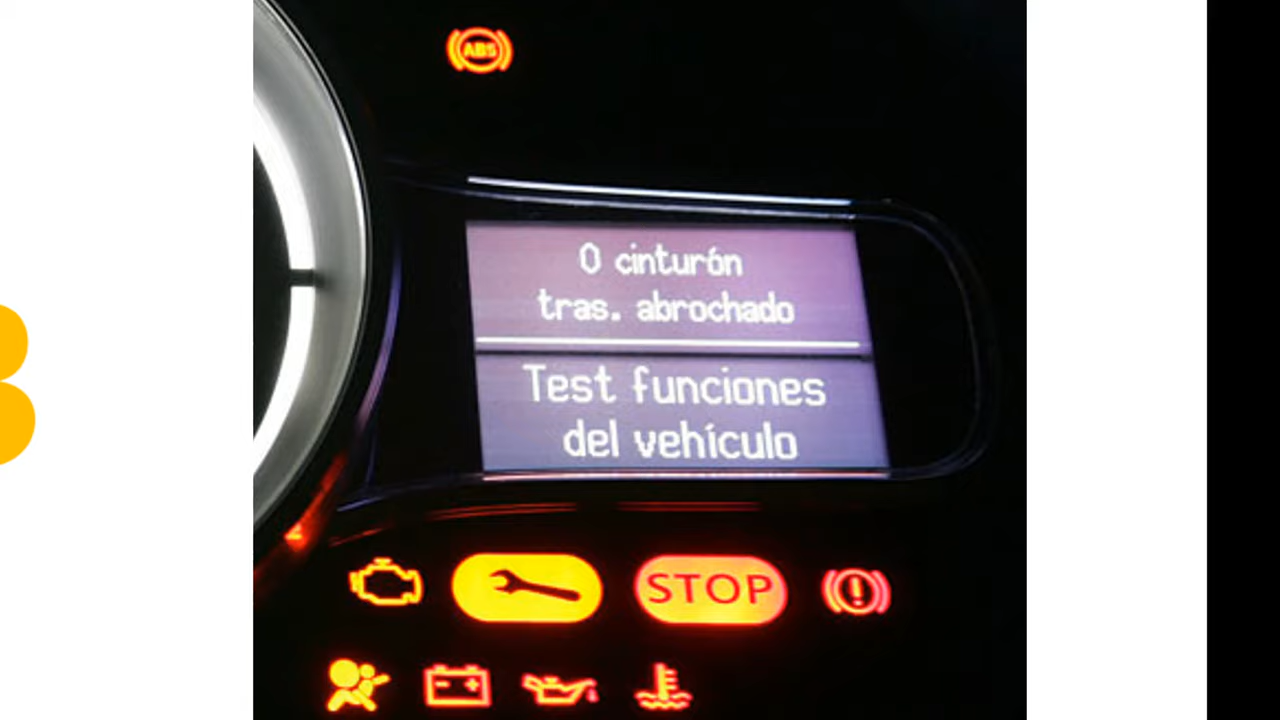 ABS
0 cinturón
tras. abrochado
Test funciones
del vehículo
STOP